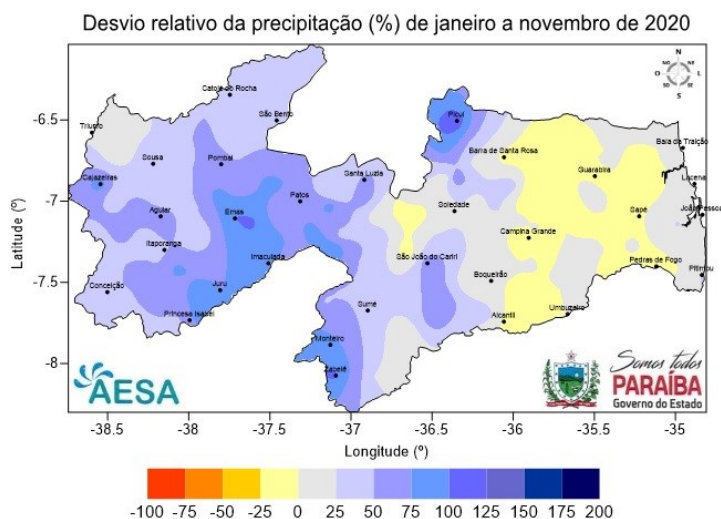 Desvio relativo da precipitação (%) de janeiro a novembro de 2020
N
NO NE
O L
SO SE
S
Catolé do Rocha
São Bento
Picuí
Triunfo
Baia da Traição
Sousa
Pombal
Barra de Santa Rosa
Cajazeiras
Santa Luzia
Guarabira
Lucena
Patos
Aguiar
Emas
Soledade
Sapé
João Pessoa
Campina Grande
Itaporanga
Imaculada
São João do Cariri
Pedras de Fogo
Pitimbu
Conceição
Juru
Boqueirão
Princesa Isabel
Sumé
Alcantil
Umbuzeiro
Monteiro
Zabelê
-6.5
-7
-7.5
-8
Latitude (º)
AESA
Somos todos
PARAÍBA
Governo do Estado
-38.5 -38 -37.5 -37 -36.5 -36 -35.5 -35
Longitude (º)
-100 -75 -50 -25 0 25 50 75 100 125 150 175 200